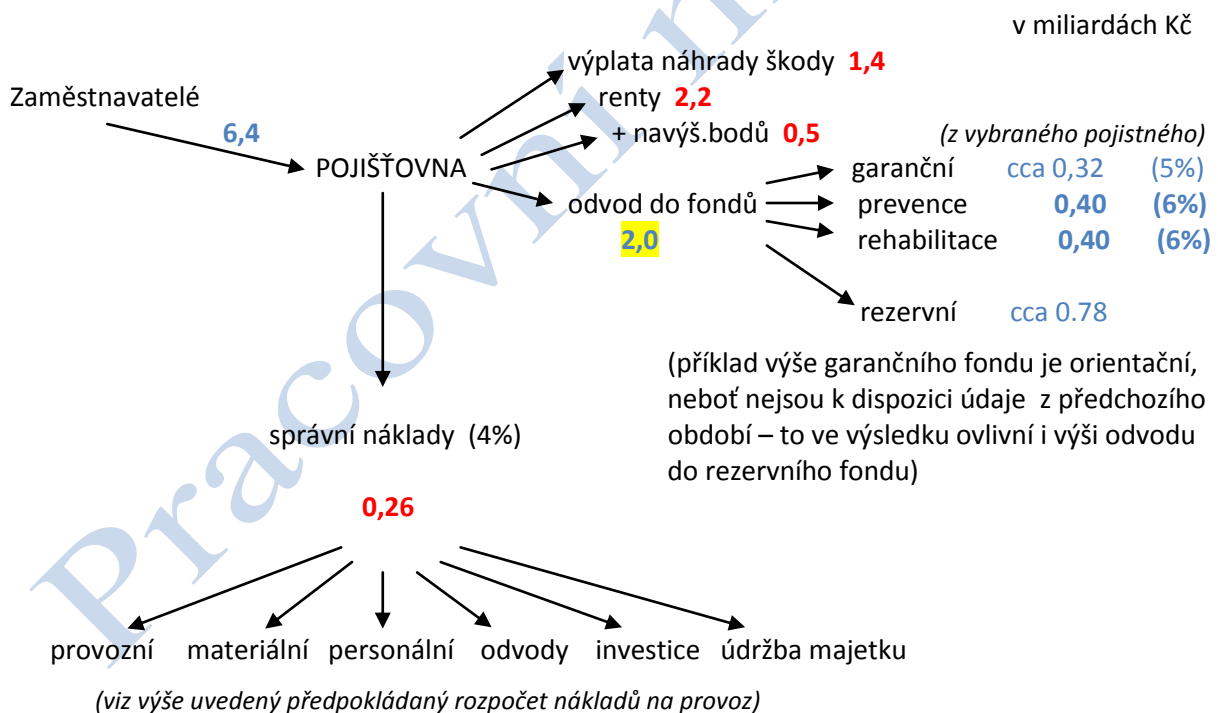 v miliardách Kč
výplata náhrady škody 1,4
Zaměstnavatelé
renty 2,2
6,4
+ navýš.bodů 0,5
(z vybraného pojistného)
POJIŠŤOVNA
garanční cca 0,32 (5%)
odvod do fondů
prevence 0,40 (6%)
2,0
rehabilitace 0,40 (6%)
rezervní cca 0.78
(příklad výše garančního fondu je orientační,
neboť nejsou k dispozici údaje z předchozího
období – to ve výsledku ovlivní i výši odvodu
do rezervního fondu)
správní náklady (4%)
0,26
provozní materiální personální odvody investice údržba majetku
(viz výše uvedený předpokládaný rozpočet nákladů na provoz)
Pracovní